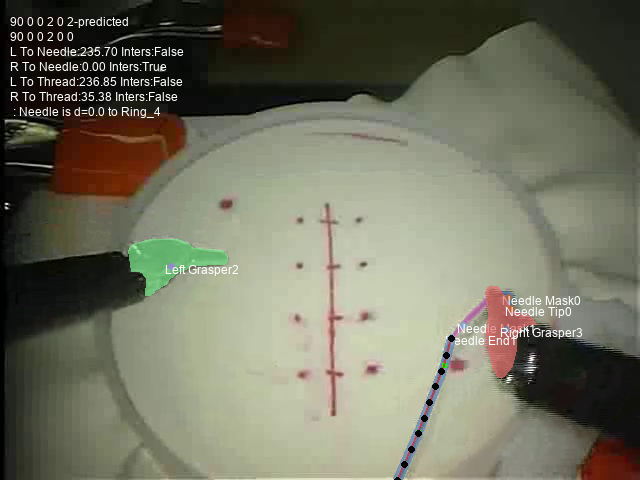 90 0 0 2 0 2-predicted
90 0 0 2 0 0
L To Needle:235.70 Inters:False
R To Needle:0.00 Inters:True
L To Thread:236.85 Inters:False
R To Thread:35.38 Inters:False
: Needle is d=0.0 to Ring_4
Left Grasper2
Needle Mask0
Needle Tip0
Right Grasper3
Needle Mask1
eedle End1